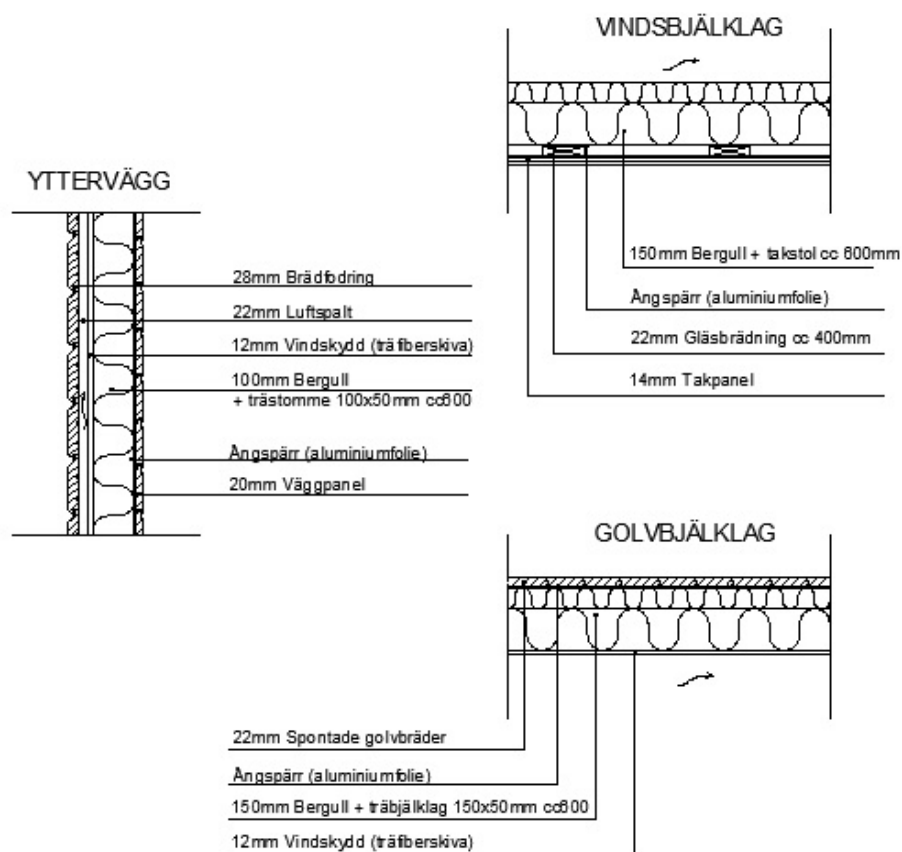 VINDSBJÄLKLAG
150mm Bergull + takstol cc 600mm
Ångspärr (aluminiumfolie)
22mm Gläsbrädning cc 400mm
14mm Takpanel
YTTERVÄGG
28mm Brädfodring
22mm Luftspalt
12mm Vindskydd (träfiberskiva)
100mm Bergull
+ trästomme 100x50mm cc600
Ångspärr (aluminiumfolie)
20mm Väggpanel
GOLVBJÄLKLAG
22mm Spontade golvbräder
Ångspärr (aluminiumfolie)
150mm Bergull + träbjälklag 150x50mm cc600
12mm Vindskydd (träfiberskiva)